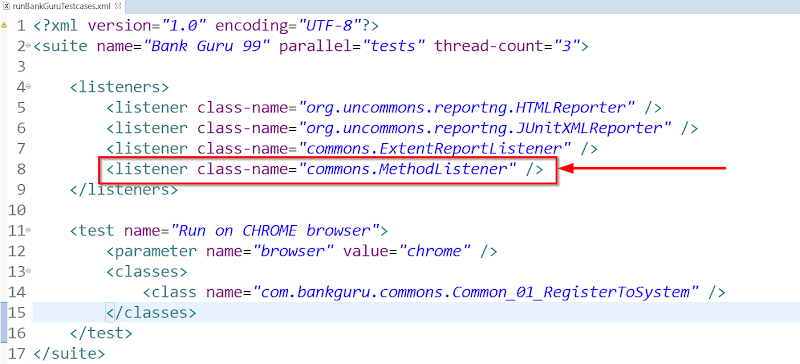 runBankGuruTestcases.xml
1 <?xml version="1.0" encoding="UTF-8"?>
2 <suite name="Bank Guru 99" parallel="tests" thread-count="3">
3
4 <listeners>
5 <listener class-name="org.uncommons.reportng.HTMLReporter" />
6 <listener class-name="org.uncommons.reportng.JUnitXMLReporter" />
7 <listener class-name="commons.ExtentReportListener" />
8 <listener class-name="commons.MethodListener" />
9 </listeners>
10
11 <test name="Run on CHROME browser">
12 <parameter name="browser" value="chrome" />
13 <classes>
14 <class name="com.bankguru.commons.Common_01_RegisterToSystem" />
15 </classes>
16 </test>
17 </suite>